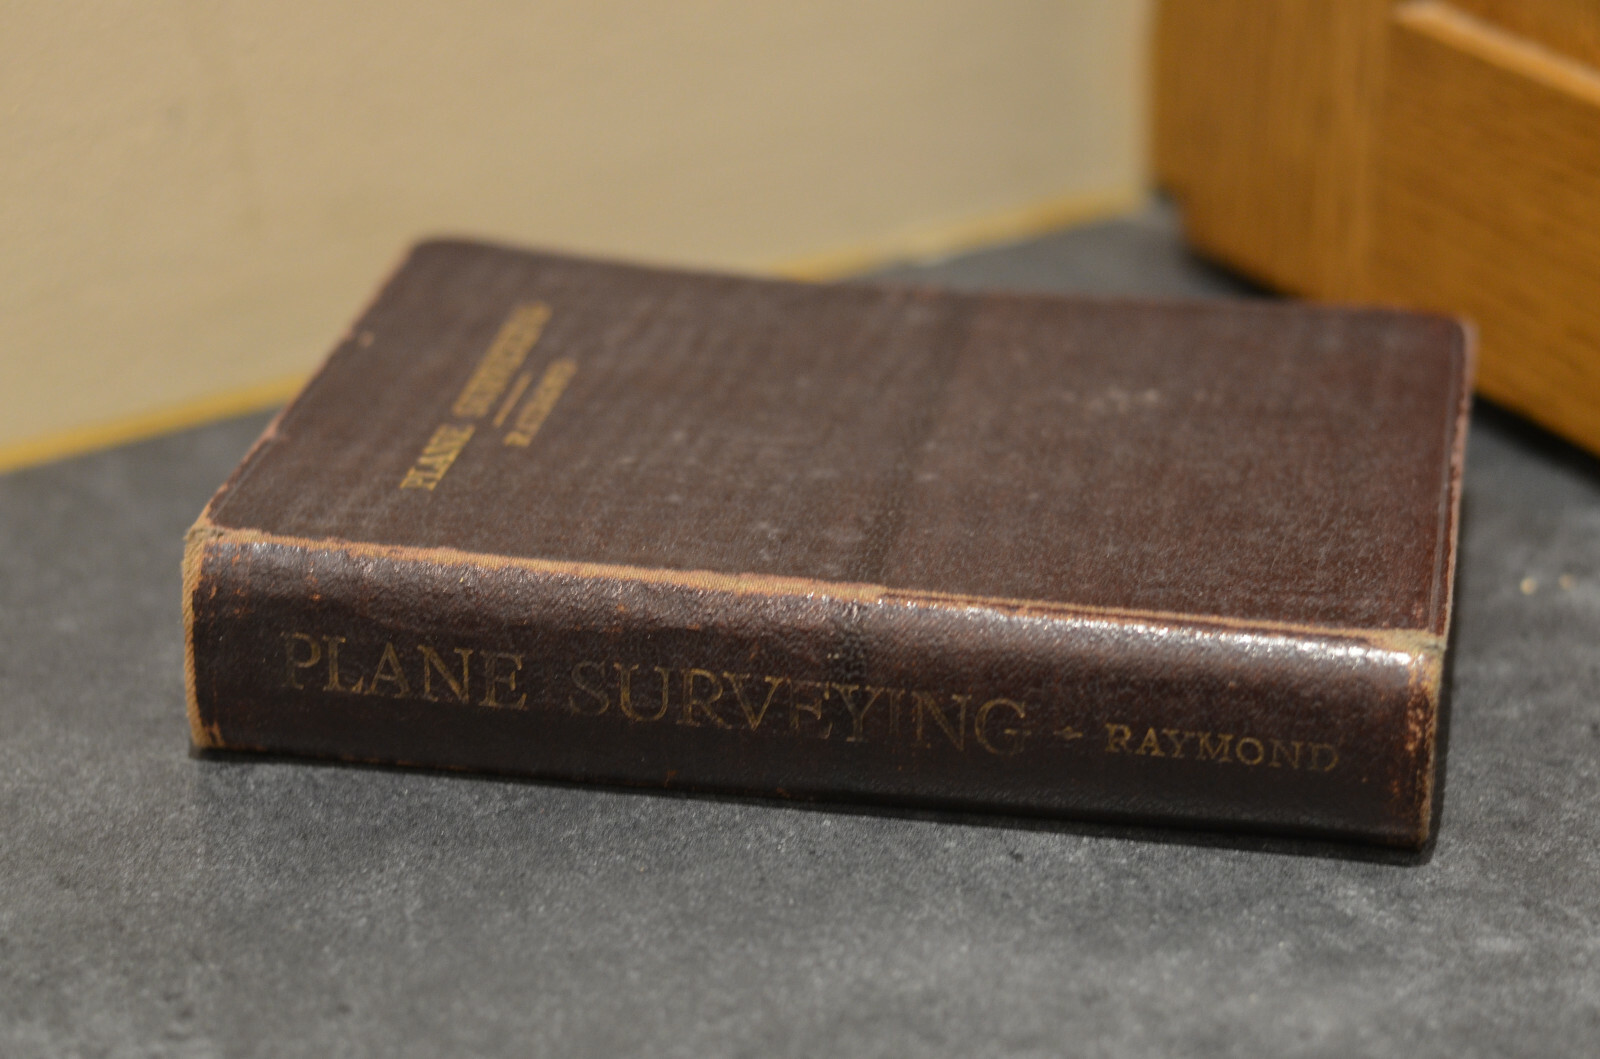 PLANE SURVEYING
RAYMOND
PLANE SURVEYING - RAYMOND